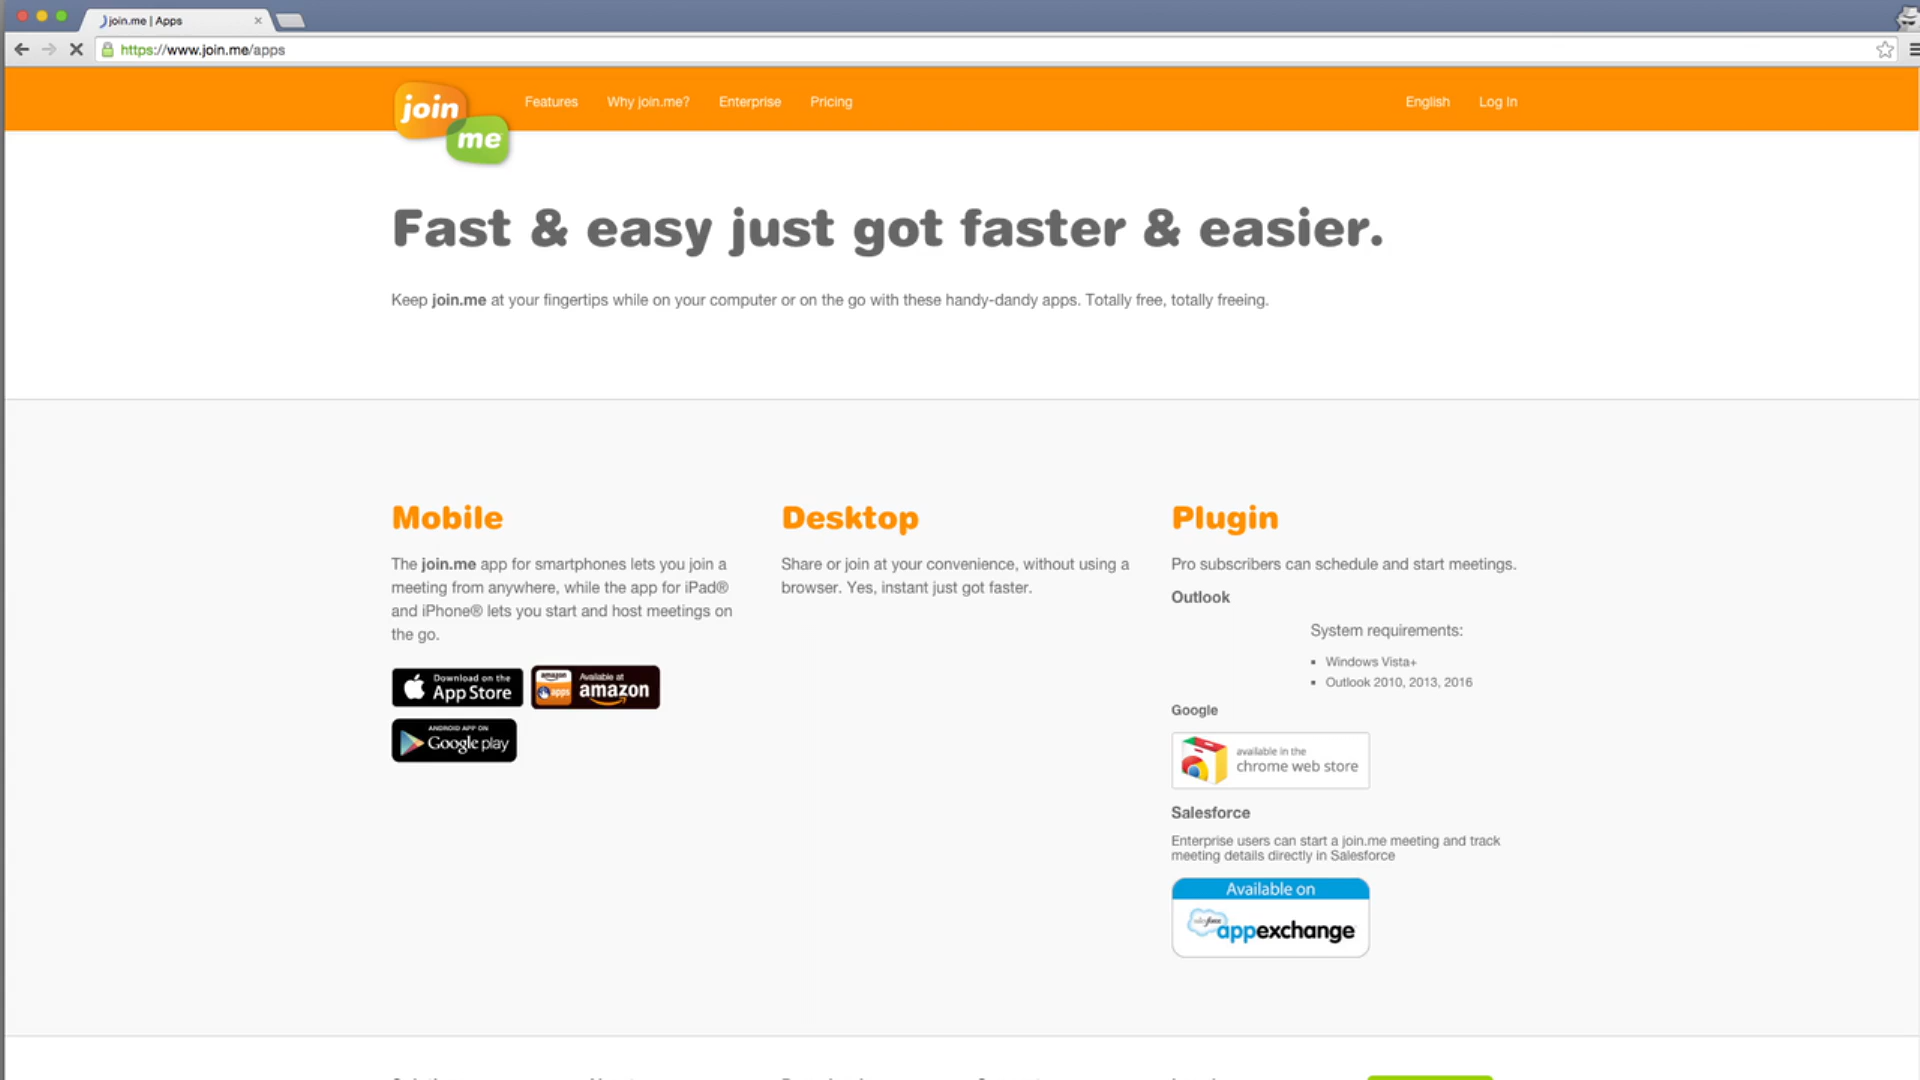 join.me | Apps
https://www.join.me/apps
join
me
Features
Why join.me?
Enterprise
Pricing
English
Log In
Fast & easy just got faster & easier.
Keep join.me at your fingertips while on your computer or on the go with these handy-dandy apps. Totally free, totally freeing.
Mobile
The join.me app for smartphones lets you join a
meeting from anywhere, while the app for iPad®
and iPhone® lets you start and host meetings on
the go.
Download on the
App Store
amazon
apps
Available at
amazon
ANDROID APP ON
Google play
Desktop
Share or join at your convenience, without using a
browser. Yes, instant just got faster.
Plugin
Pro subscribers can schedule and start meetings.
Outlook
System requirements:
▪ Windows Vista+
▪ Outlook 2010, 2013, 2016
Google
available in the
chrome web store
Salesforce
Enterprise users can start a join.me meeting and track
meeting details directly in Salesforce
Available on
salesforce
appexchange